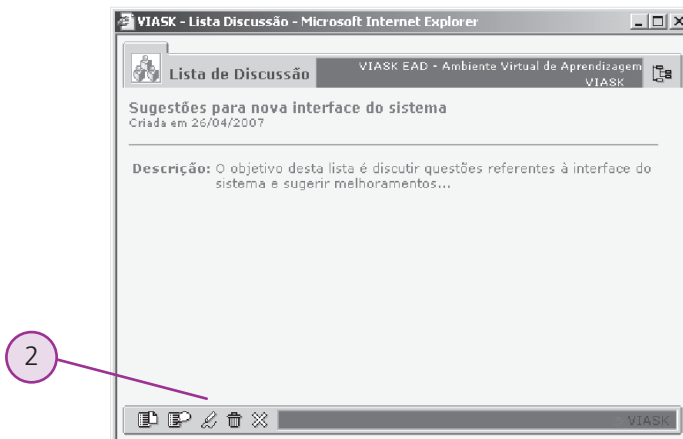 VIASK - Lista Discussão - Microsoft Internet Explorer
Lista de Discussão
VIASK EAD - Ambiente Virtual de Aprendizagem
VIASK
Sugestões para nova interface do sistema
Criada em 26/04/2007
Descrição: O objetivo desta lista é discutir questões referentes à interface do
sistema e sugerir melhoramentos...
2
VIASK